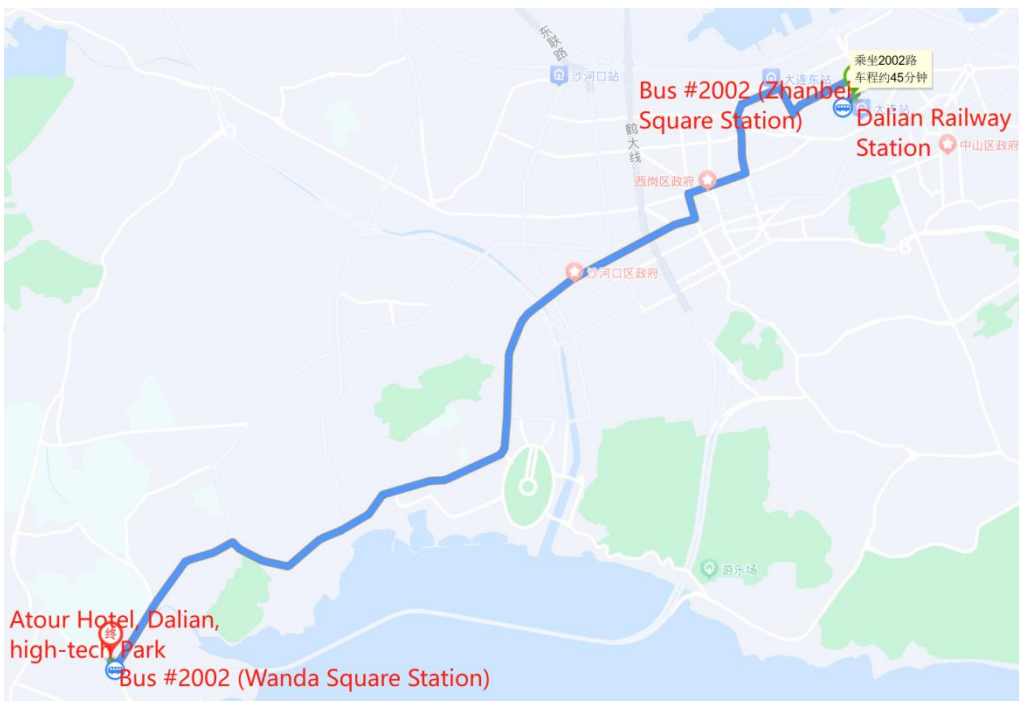 东联路
沙河口站
大连东站
乘坐2002路
车程约45分钟
Bus #2002 (Zhanbei
Square Station)
大连站
Dalian Railway
Station
中山区政府
鹤大线
西岗区政府
沙河口区政府
游乐场
Atour Hotel, Dalian,
high-tech Park
终
Bus #2002 (Wanda Square Station)